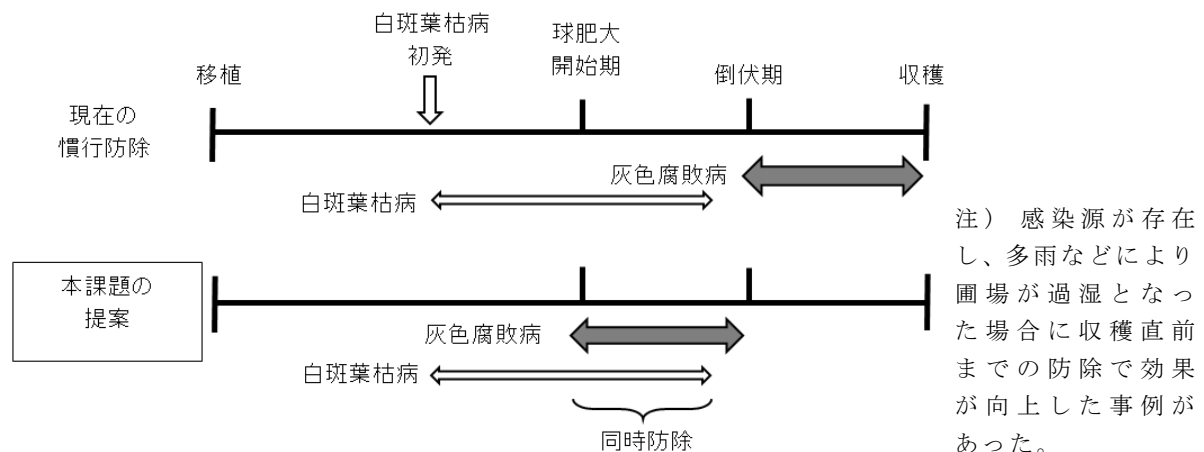 白斑葉枯病
初発
球肥大
開始期
移植
倒伏期
収穫
現在の
慣行防除
灰色腐敗病
白斑葉枯病
注） 感染源が存在
し、多雨などにより
圃場が過湿となっ
た場合に収穫直前
までの防除で効果
が向上した事例が
あった。
本課題の
提案
灰色腐敗病
白斑葉枯病
同時防除